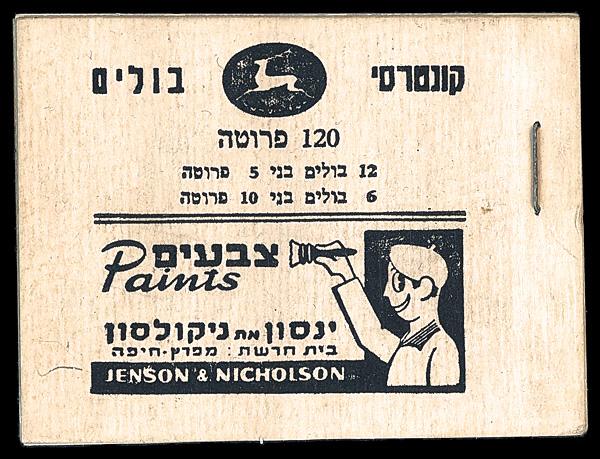 קונטרסי בולים
120 פרוטה
12 בולים בני 5 פרוטה
6 בולים בני 10 פרוטה
צבעים
Paints
ינסון את ניקולסון
בית חרשת: מפרץ-חיפה
JENSON & NICHOLSON